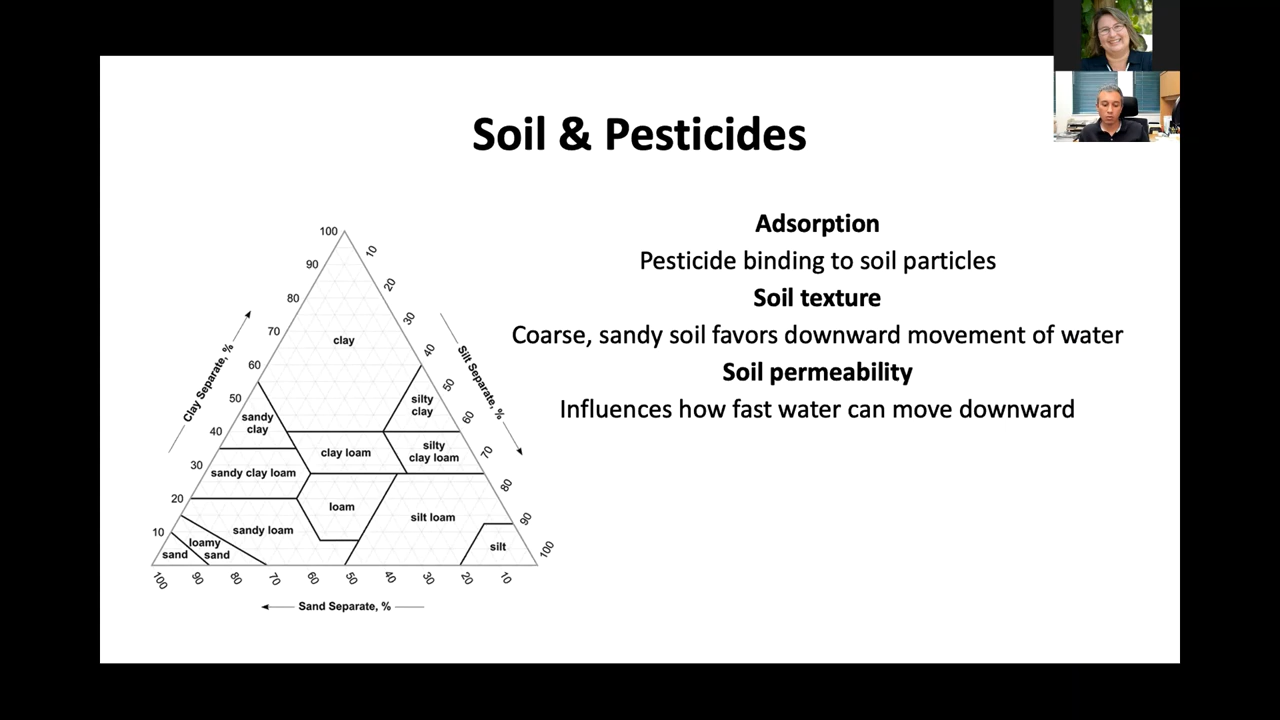 Soil & Pesticides
Adsorption
Pesticide binding to soil particles
Soil texture
Coarse, sandy soil favors downward movement of water
Soil permeability
Influences how fast water can move downward
100
90
80
70
60
50
40
30
20
10
Clay Separate, %
10
20
30
40
50
60
70
80
90
100
Silt Separate, %
clay
silty
clay
sandy
clay
clay loam
silty
clay loam
sandy clay loam
loam
silt loam
sandy loam
silt
loamy
sand
sand
100
90
80
70
60
50
40
30
20
10
Sand Separate, %